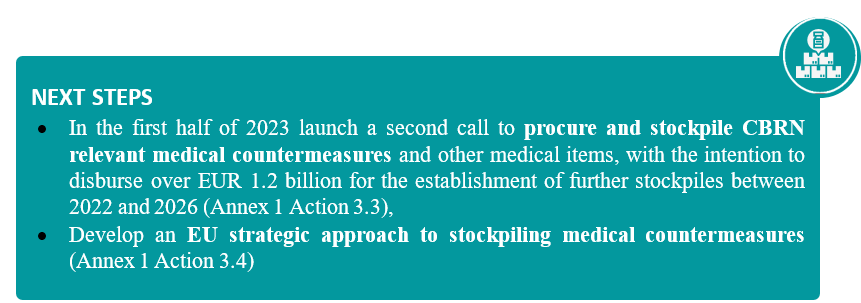 NEXT STEPS
● In the first half of 2023 launch a second call to procure and stockpile CBRN
relevant medical countermeasures and other medical items, with the intention to
disburse over EUR 1.2 billion for the establishment of further stockpiles between
2022 and 2026 (Annex 1 Action 3.3),
● Develop an EU strategic approach to stockpiling medical countermeasures
(Annex 1 Action 3.4)